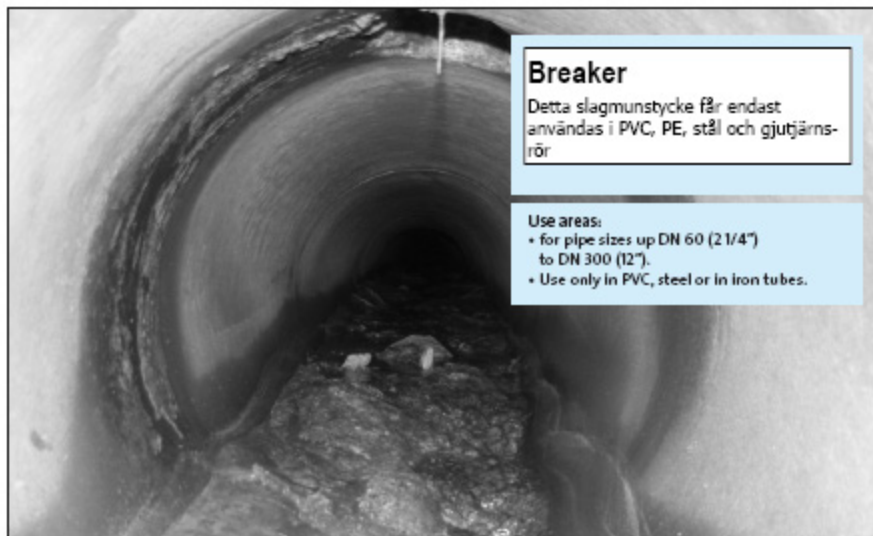 Breaker
Detta slagmunstycke får endast
användas i PVC, PE, stål och gjutjärns-
rör
Use areas:
• for pipe sizes up DN 60 (2 1/4")
to DN 300 (12").
• Use only in PVC, steel or in iron tubes.